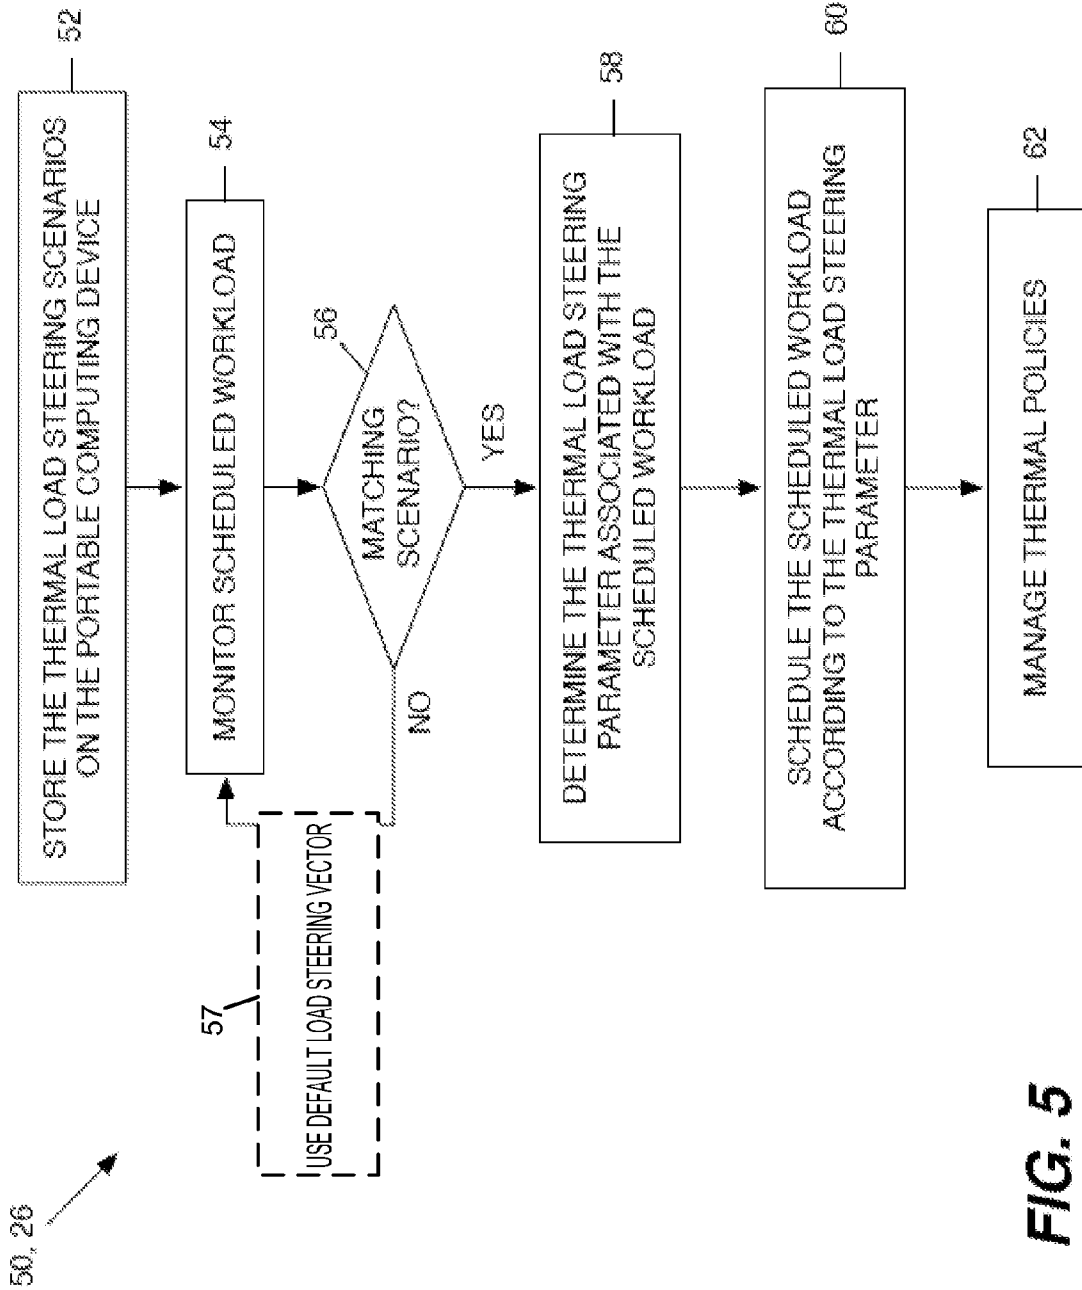 50, 26
52
STORE THE THERMAL LOAD STEERING SCENARIOS
ON THE PORTABLE COMPUTING DEVICE
54
MONITOR SCHEDULED WORKLOAD
56
MATCHING
SCENARIO?
NO
YES
57
USE DEFAULT LOAD STEERING VECTOR
58
DETERMINE THE THERMAL LOAD STEERING
PARAMETER ASSOCIATED WITH THE
SCHEDULED WORKLOAD
60
SCHEDULE THE SCHEDULED WORKLOAD
ACCORDING TO THE THERMAL LOAD STEERING
PARAMETER
62
MANAGE THERMAL POLICIES
FIG. 5